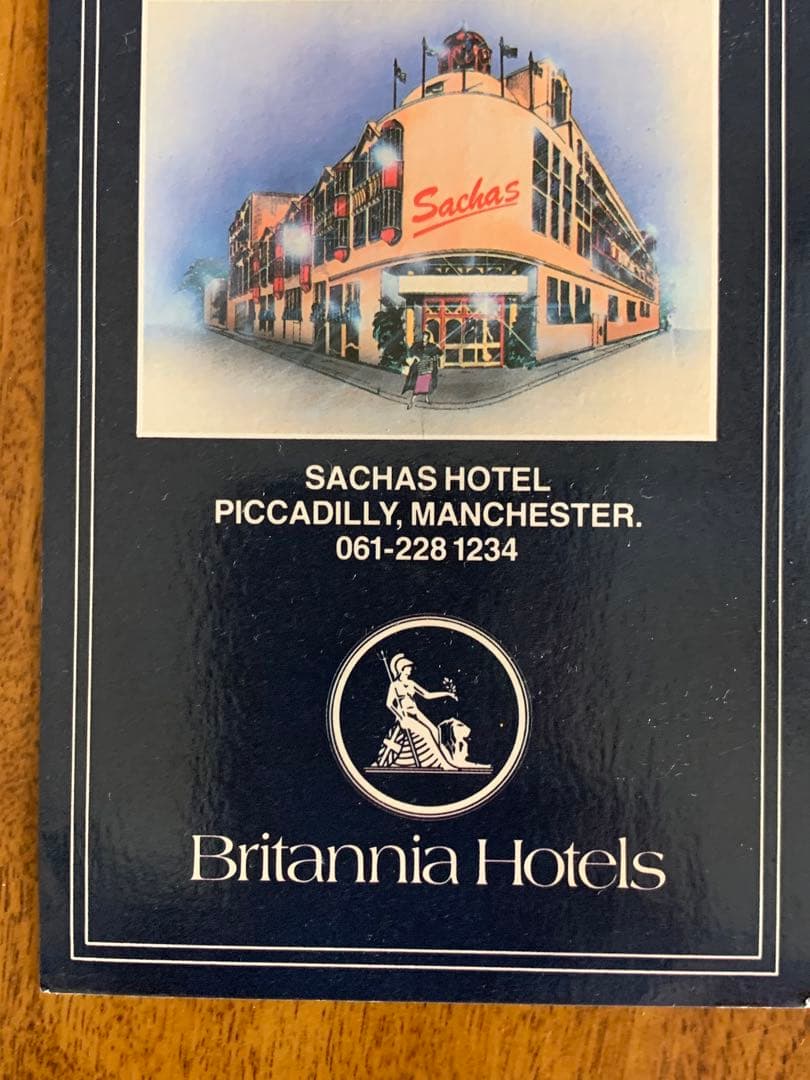 Sachas
SACHAS HOTEL
PICCADILLY, MANCHESTER.
061-228 1234
Britannia Hotels